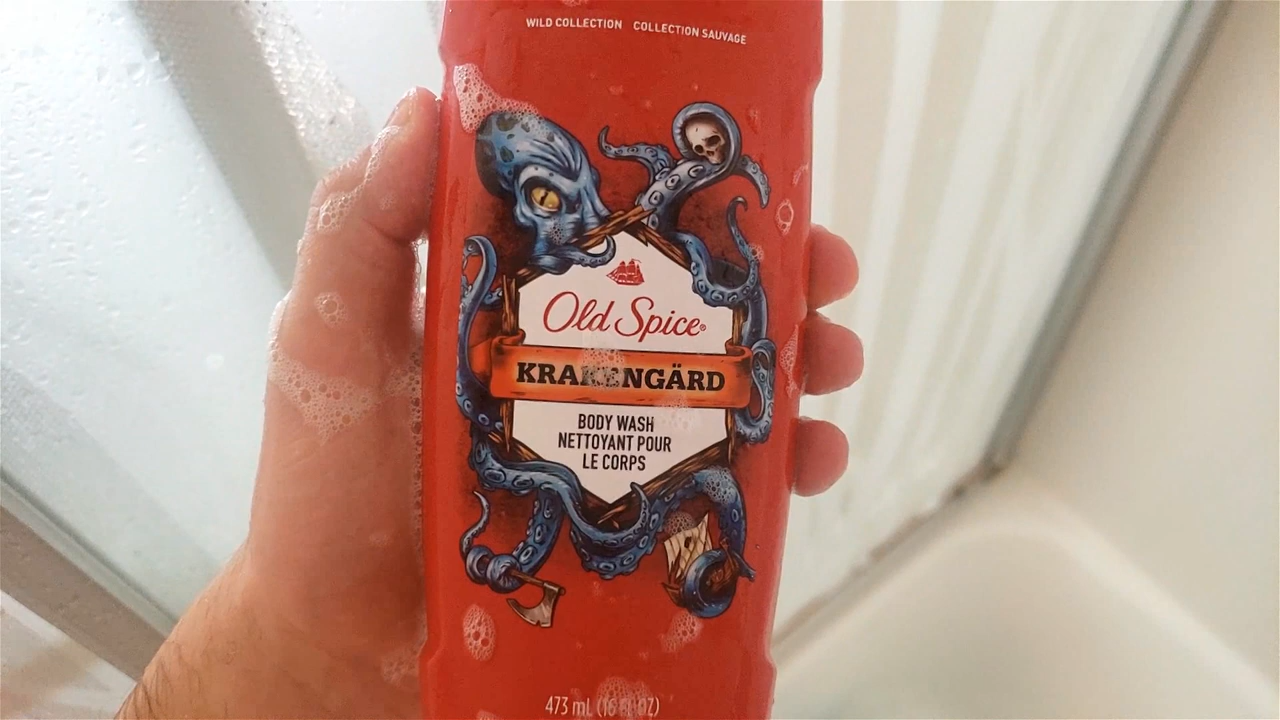 WILD COLLECTION COLLECTION SAUVAGE
Old Spice®
KRAKENGÄRD
BODY WASH
NETTOYANT POUR
LE CORPS
473 mL (16 FL OZ)